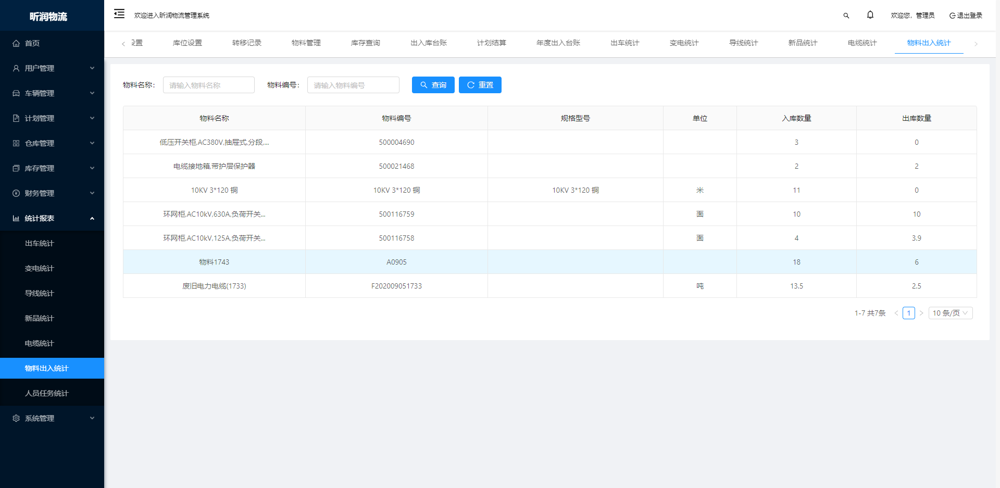 昕润物流
欢迎进入昕润物流管理系统
欢迎您，管理员
退出登录
首页
用户管理
车辆管理
计划管理
仓库管理
库存管理
财务管理
统计报表
出车统计
变电统计
导线统计
新品统计
电缆统计
物料出入统计
人员任务统计
系统管理
置 库位设置 转移记录 物料管理 库存查询 出入库台账 计划结算 年度出入台账 出车统计 变电统计 导线统计 新品统计 电缆统计 物料出入统计
物料名称： 请输入物料名称 物料编号： 请输入物料编号 查询 重置
物料名称 物料编号 规格型号 单位 入库数量 出库数量
低压开关柜,AC380V,抽屉式,分段,... 500004690 3 0
电缆接地箱,带护层保护器 500021468 2 2
10KV 3*120 铜 10KV 3*120 铜 10KV 3*120 铜 米 11 0
环网柜,AC10kV,630A,负荷开关... 500116759 面 10 10
环网柜,AC10kV,125A,负荷开关... 500116758 面 4 3.9
物料1743 A0905 18 6
废旧电力电缆(1733) F202009051733 吨 13.5 2.5
1-7 共7条 1 10 条/页